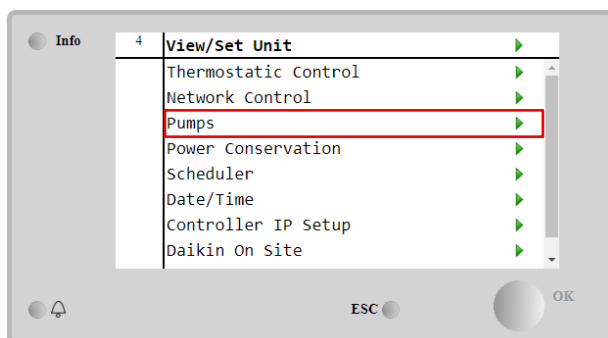 Info
4 View/Set Unit
Thermostatic Control
Network Control
Pumps
Power Conservation
Scheduler
Date/Time
Controller IP Setup
Daikin On Site
ESC
OK